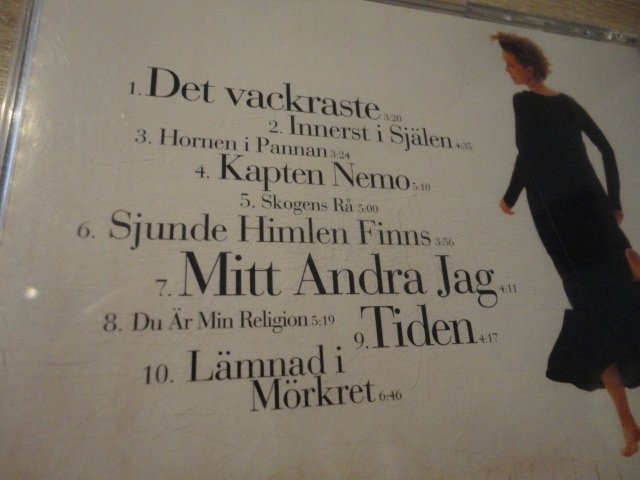 1. Det vackraste 3:20
2. Innerst i Själen 4:35
3. Hornen i Pannan 3:24
4. Kapten Nemo 5:10
5. Skogens Rå 5:00
6. Sjunde Himlen Finns 3:56
7. Mitt Andra Jag 4:11
8. Du Är Min Religion 5:19
9. Tiden 4:17
10. Lämnad i
Mörkret 6:46